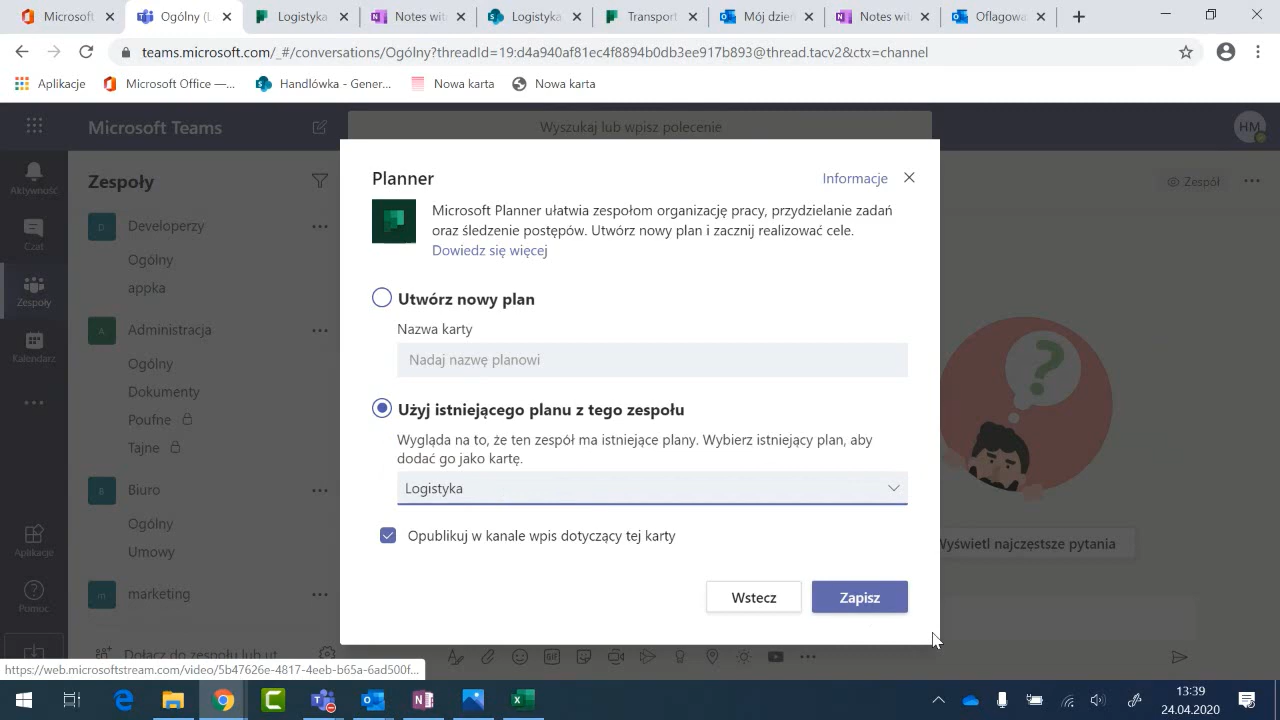 Microsoft
Ogólny (L
Logistyka
Notes wit
Logistyka
Transport
Mój dzien
Notes wit
Oflagowa
teams.microsoft.com/_#/conversations/Ogólny?threadId=19:d4a940af81ec4f8894b0db3ee917b893@thread.tacv2&ctx=channel
Aplikacje
Microsoft Office —...
Handlówka - Gener...
Nowa karta
Nowa karta
Microsoft Teams
Wyszukaj lub wpisz polecenie
HM
Aktywność
Czat
Zespoły
Kalendarz
Aplikacje
Pomoc
Zespoły
D
Developerzy
Ogólny
appka
A
Administracja
Ogólny
Dokumenty
Poufne
Tajne
B
Biuro
Ogólny
Umowy
m
marketing
Dołącz do zespołu lub ut
Zespół
Planner
Informacje
Microsoft Planner ułatwia zespołom organizację pracy, przydzielanie zadań
oraz śledzenie postępów. Utwórz nowy plan i zacznij realizować cele.
Dowiedz się więcej
Utwórz nowy plan
Nazwa karty
Nadaj nazwę planowi
Użyj istniejącego planu z tego zespołu
Wygląda na to, że ten zespół ma istniejące plany. Wybierz istniejący plan, aby
dodać go jako kartę.
Logistyka
Opublikuj w kanale wpis dotyczący tej karty
Wstecz
Zapisz
Wyświetl najczęstsze pytania
GIF
https://web.microsoftstream.com/video/5b47626e-4817-4eeb-b65a-6ad500f...
13:39
24.04.2020